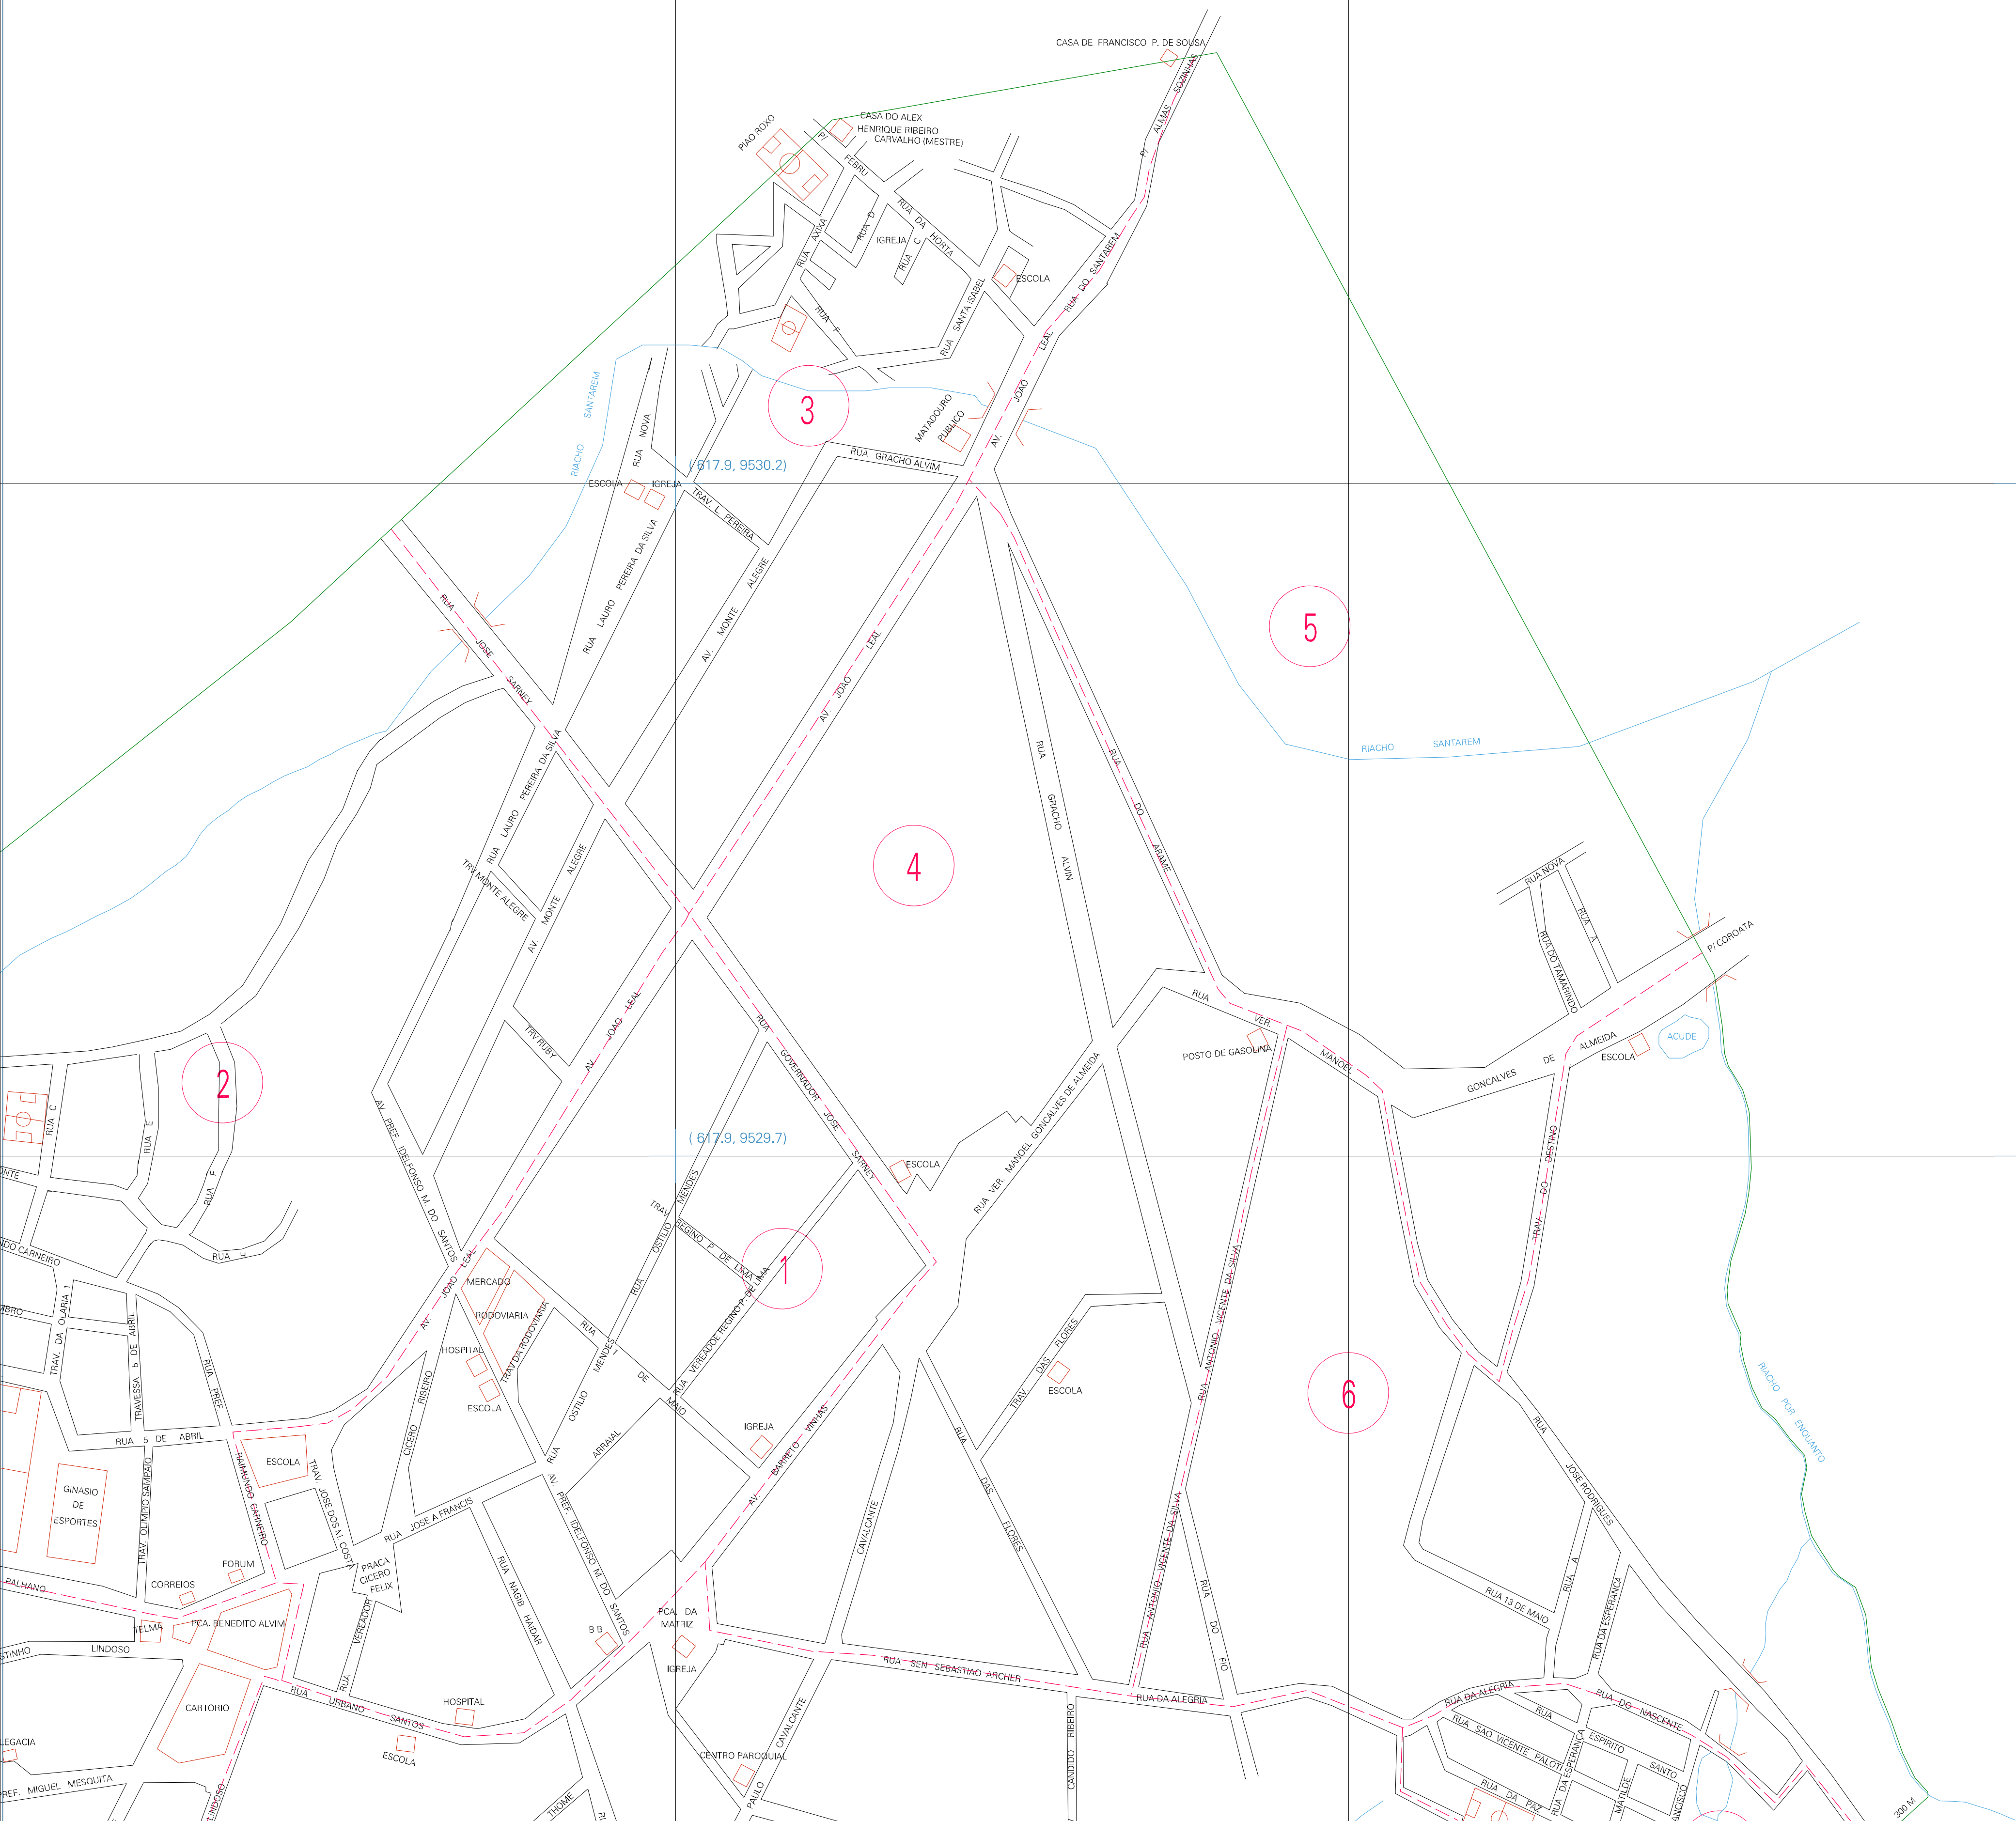 CASA DE FRANCISCO P. DE SOUSA
P/ ALMAS SOZINHAS
CASA DO ALEX
HENRIQUE RIBEIRO
CARVALHO (MESTRE)
PIAO ROXO
P/
FEBRU
RUA DA HORTA
RUA D
IGREJA
RUA C
RUA AXIXA
RUA F
RUA SANTA ISABEL
ESCOLA
RUA DO SANTAREM
AV. JOAO LEAL
MATADOURO
PUBLICO
3
RIACHO SANTAREM
RUA NOVA
( 617.9, 9530.2)
RUA GRACHO ALVIM
ESCOLA
IGREJA
TRAV. L. PEREIRA
RUA LAURO PEREIRA DA SILVA
AV. MONTE ALEGRE
RUA JOSE SARNEY
AV. JOAO LEAL
5
RIACHO SANTAREM
RUA GRACHO ALVIN
RUA DO ARAME
4
RUA LAURO PEREIRA DA SILVA
TRV MONTE ALEGRE
AV. MONTE ALEGRE
RUA NOVA
RUA A
RUA DO TAMARINDO
P/ COROATA
AV. JOAO LEAL
TRV RUBY
RUA GOVERNADOR JOSE SARNEY
RUA VER. MANOEL GONCALVES DE ALMEIDA
POSTO DE GASOLINA
ESCOLA
ACUDE
2
RUA C
RUA E
RUA F
RUA H
AV. PREF. IDELFONSO M. DO SANTOS
( 617.9, 9529.7)
ESCOLA
RUA VER. MANOEL GONCALVES DE ALMEIDA
TRAV. DO DESTINO
ONTE
NDO CARNEIRO
MBRO
TRAV. DA OLARIA 1
TRAVESSA 5 DE ABRIL
RUA PREF.
RAIMUNDO CARNEIRO
RUA 5 DE ABRIL
AV. JOAO LEAL
MERCADO
RODOVIARIA
TRAV DA RODOVIARIA
HOSPITAL
ESCOLA
RUA OSTILIO MENDES
TRAV. REGINO P. DE LIMA
1
RUA VEREADOE REGINO P. DE LIMA
RUA DE MAIO
OSTILIO MENDES
RUA
ARRAIAL
IGREJA
AV. BARRETO VINHAS
TRAV. DAS FLORES
ESCOLA
RUA DAS FLORES
RUA ANTONIO VICENTE DA SILVA
6
RUA JOSE RODRIGUES
RIACHO POR ENQUANTO
GINASIO
DE
ESPORTES
TRAV. OLIMPIO SAMPAIO
ESCOLA
TRAV. JOSE DOS M. COSTA
CICERO RIBEIRO
RUA JOSE A FRANCIS
PRACA
CICERO
FELIX
RUA VEREADOR
RUA NAGIB HAIDAR
AV. PREF. IDELFONSO M. DO SANTOS
CAVALCANTE
RUA ANTONIO VICENTE DA SILVA
RUA DO FIO
RUA 13 DE MAIO
RUA A
RUA DA ESPERANCA
PALHANO
FORUM
CORREIOS
TELMA
PCA. BENEDITO ALVIM
STINHO LINDOSO
CARTORIO
LEGACIA
PREF. MIGUEL MESQUITA
LINDOSO
RUA URBANO SANTOS
HOSPITAL
ESCOLA
B B
PCA. DA
MATRIZ
IGREJA
CENTRO PAROQUIAL
PAULO CAVALCANTE
THOME
RU
RUA SEN SEBASTIAO ARCHER
RUA DA ALEGRIA
CANDIDO RIBEIRO
RUA DA ALEGRIA
RUA DO NASCENTE
RUA ESPIRITO SANTO
RUA SAO VICENTE PALOTI
RUA DA ESPERANCA
RUA DA PAZ
MATILDE
ANCISCO
300 M